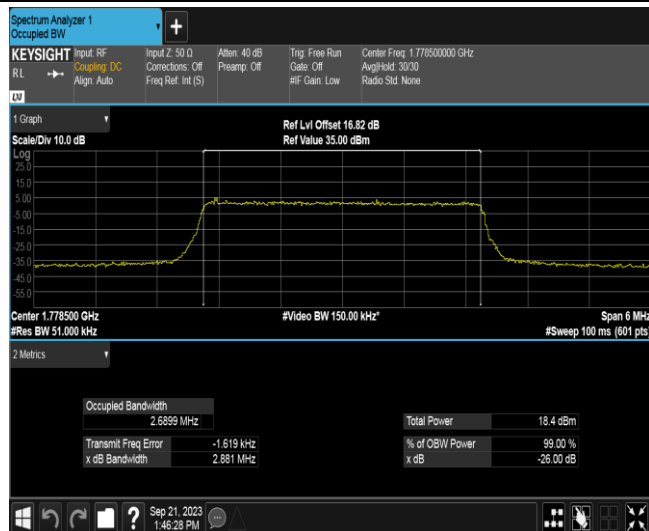 Spectrum Analyzer 1
Occupied BW
KEYSIGHT
RL
LXI
Input: RF
Coupling: DC
Align: Auto
Input Z: 50 Ω
Corrections: Off
Freq Ref: Int (S)
Atten: 40 dB
Preamp: Off
Trig: Free Run
Gate: Off
#IF Gain: Low
Center Freq: 1.778500000 GHz
Avg|Hold: 30/30
Radio Std: None
1 Graph
Scale/Div 10.0 dB
Ref Lvl Offset 16.82 dB
Ref Value 35.00 dBm
Log
25.0
15.0
5.00
-5.00
-15.0
-25.0
-35.0
-45.0
-55.0
Center 1.778500 GHz
#Res BW 51.000 kHz
#Video BW 150.00 kHz*
Span 6 MHz
#Sweep 100 ms (601 pts)
2 Metrics
Occupied Bandwidth
2.6899 MHz
Transmit Freq Error -1.619 kHz
x dB Bandwidth 2.881 MHz
Total Power 18.4 dBm
% of OBW Power 99.00 %
x dB -26.00 dB
?
Sep 21, 2023
1:46:28 PM